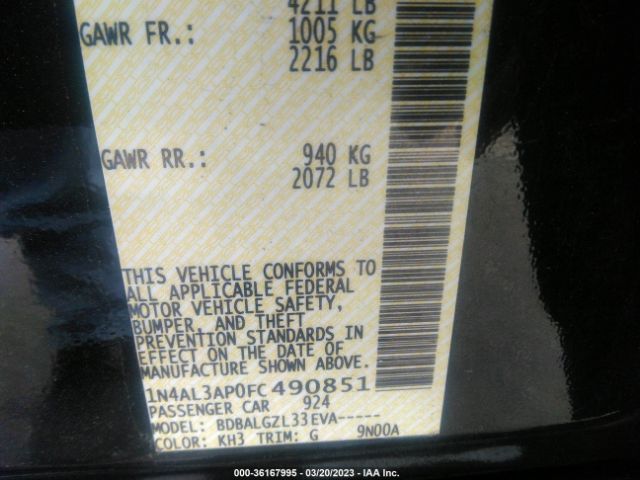 4211 LB
GAWR FR.: 1005 KG
2216 LB
GAWR RR.: 940 KG
2072 LB
THIS VEHICLE CONFORMS TO
ALL APPLICABLE FEDERAL
MOTOR VEHICLE SAFETY,
BUMPER, AND THEFT
PREVENTION STANDARDS IN
EFFECT ON THE DATE OF
MANUFACTURE SHOWN ABOVE.
1N4AL3AP0FC490851
PASSENGER CAR 924
MODEL: BDBALGZL33EVA-----
COLOR: KH3 TRIM: G 9N00A
000-36167995 - 03/20/2023 - IAA Inc.